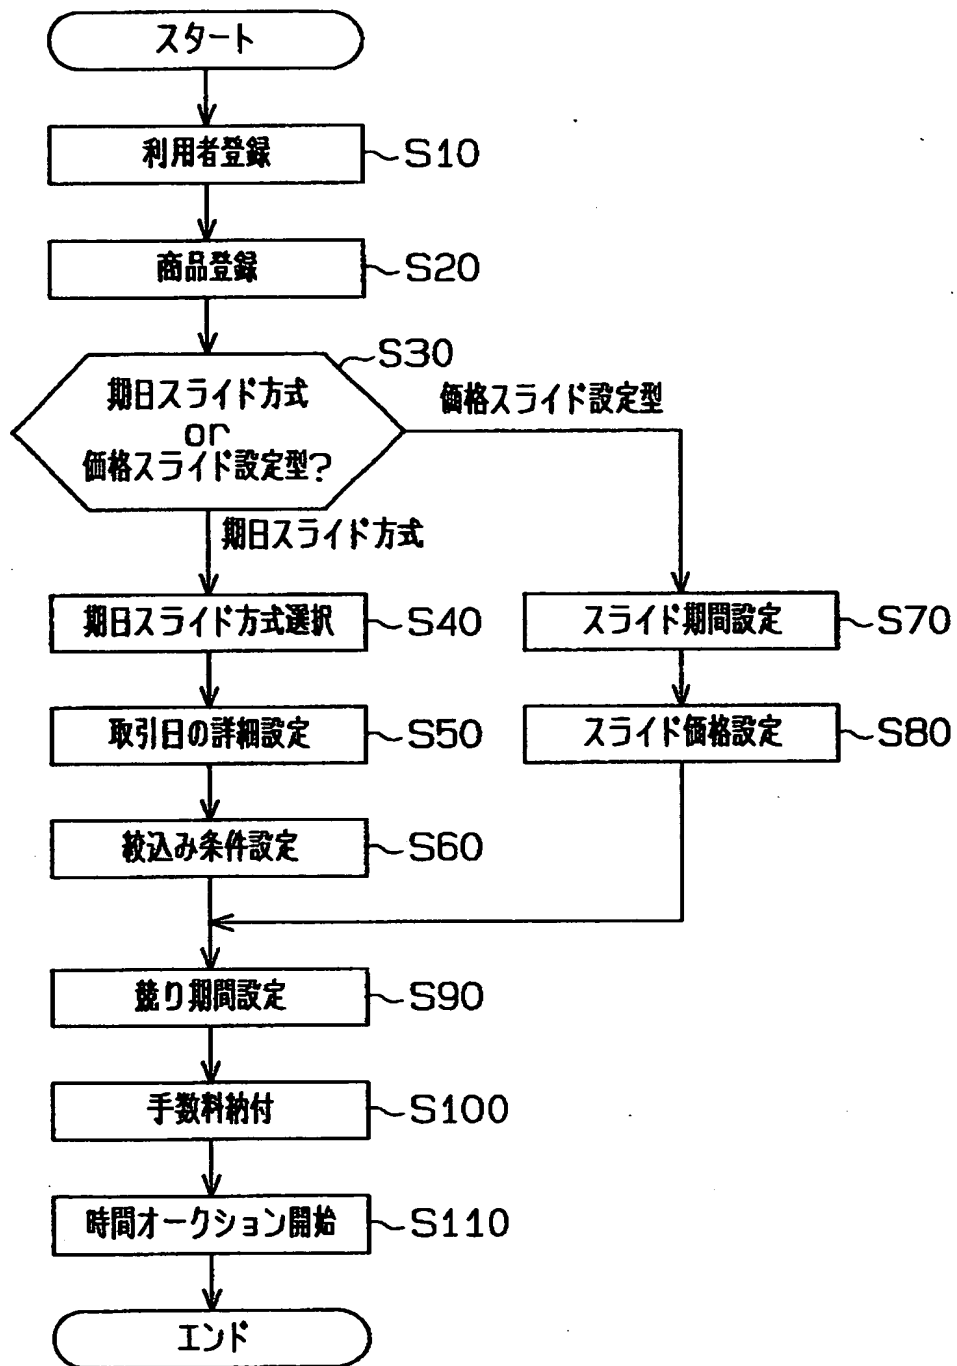 スタート
利用者登録
S10
商品登録
S20
S30
期日スライド方式
or
価格スライド設定型?
価格スライド設定型
期日スライド方式
期日スライド方式選択
S40
スライド期間設定
S70
取引日の詳細設定
S50
スライド価格設定
S80
絞込み条件設定
S60
競り期間設定
S90
手数料納付
S100
時間オークション開始
S110
エンド